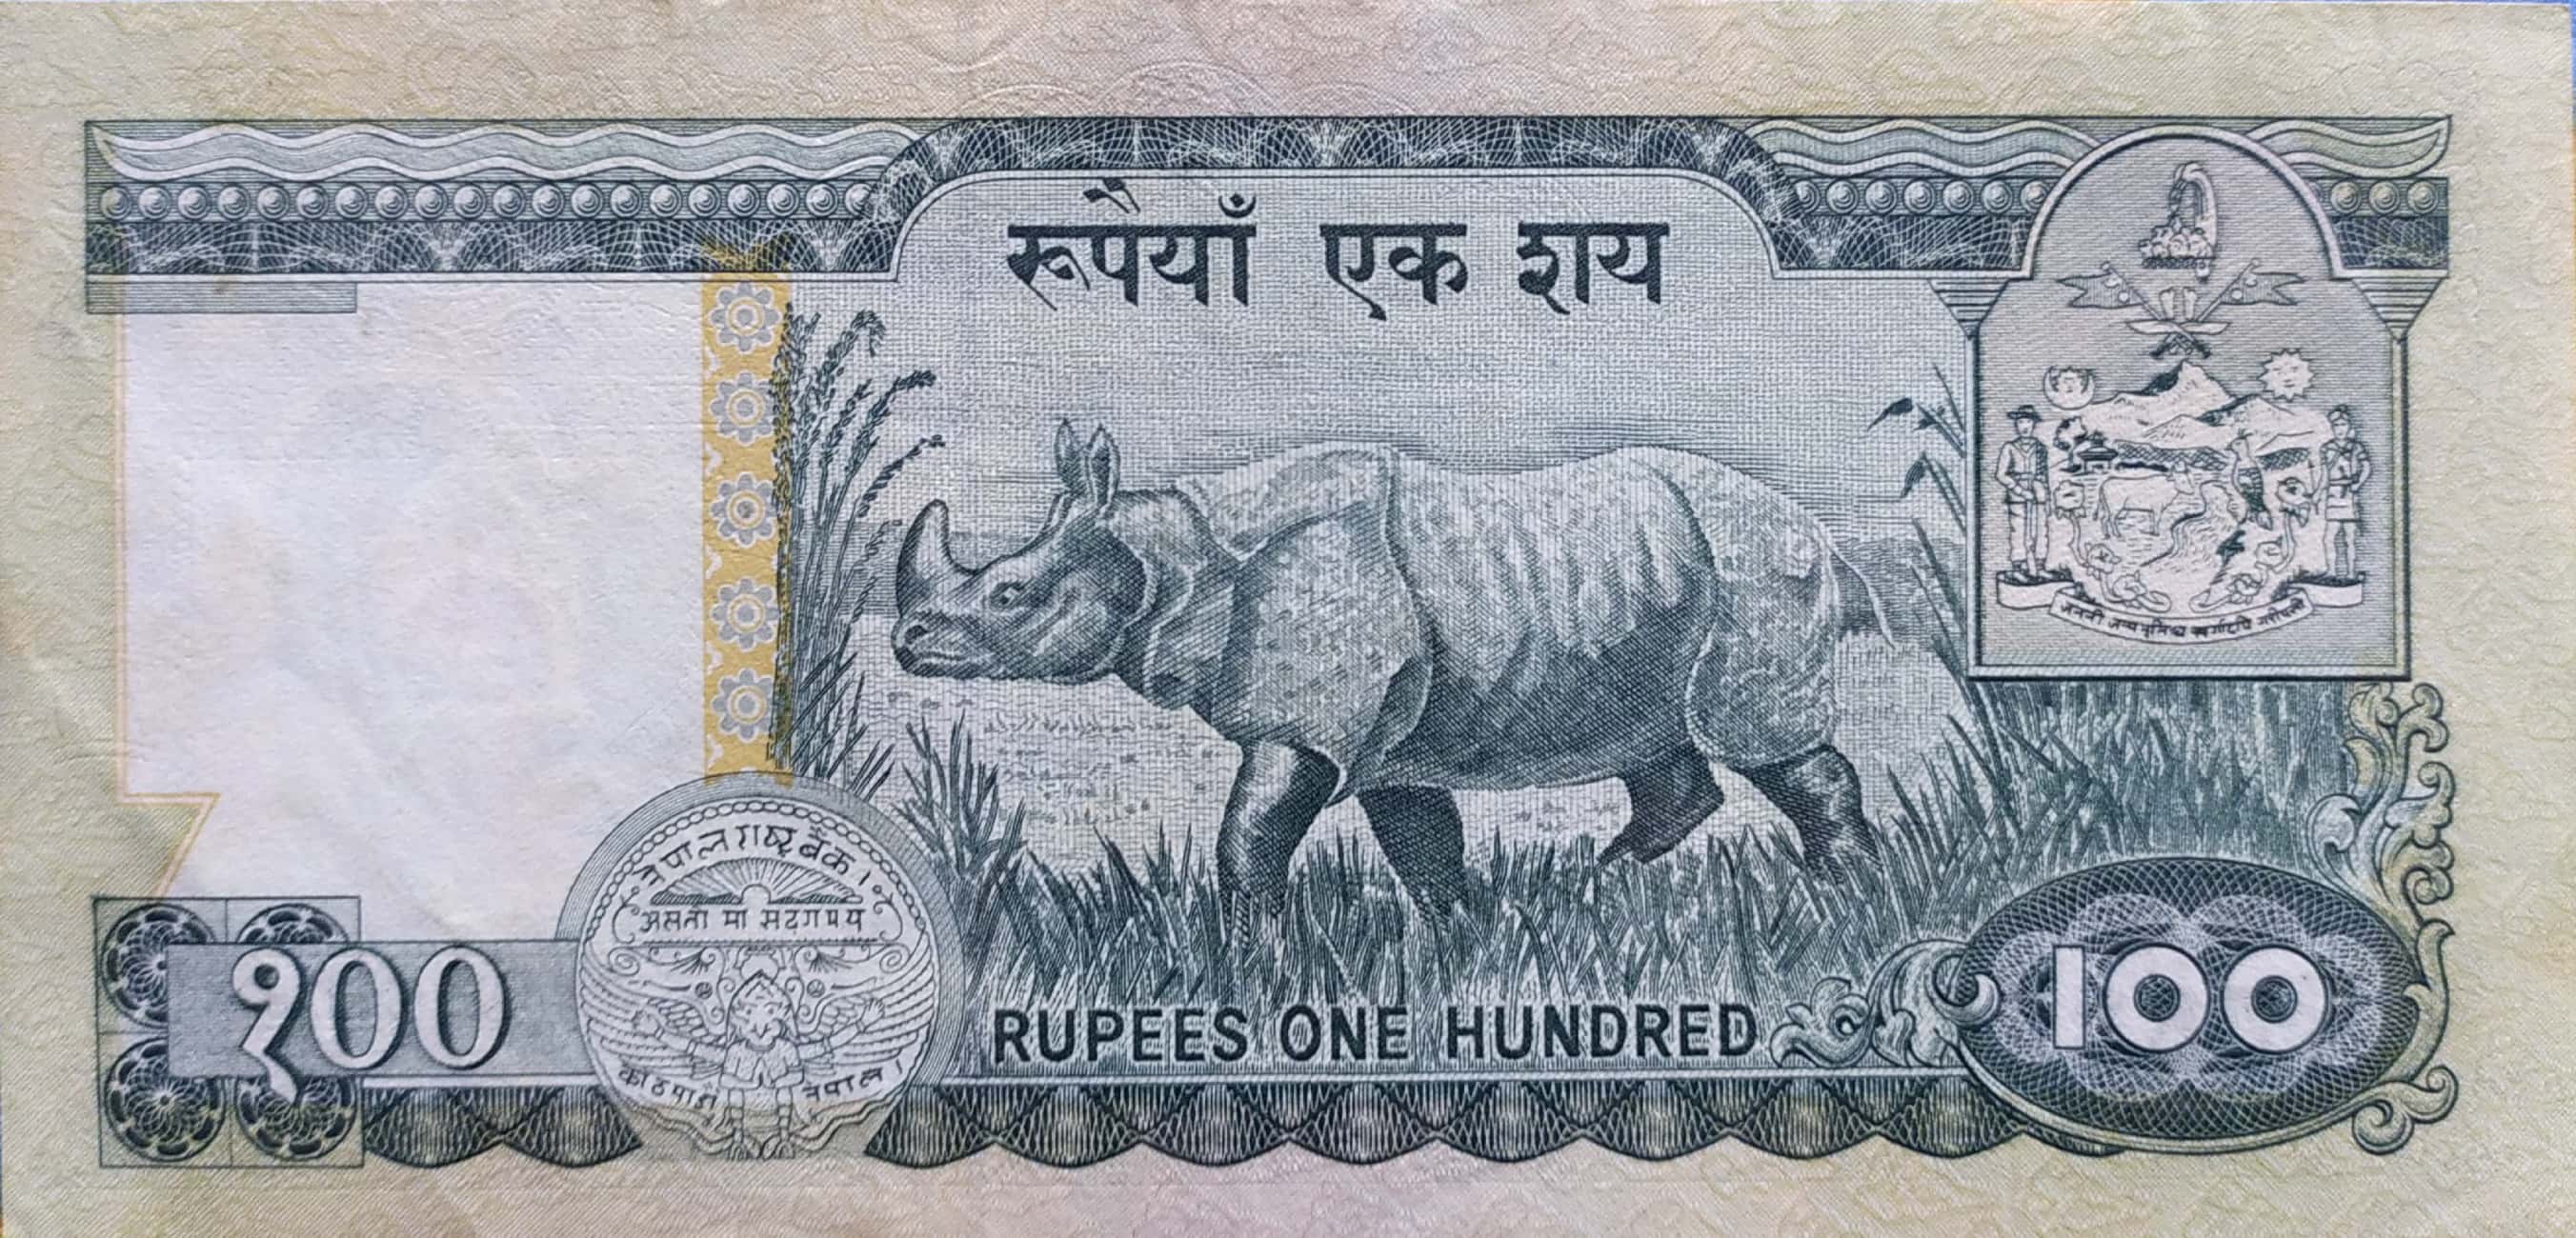 रूपैयाँ एक शय
जननी जन्मभूमिश्च स्वर्गादपि गरीयसी
नेपाल राष्ट्र बैंक।
असतो मा सद्गमय
१००
काठमाडौं नेपाल।
RUPEES ONE HUNDRED
100